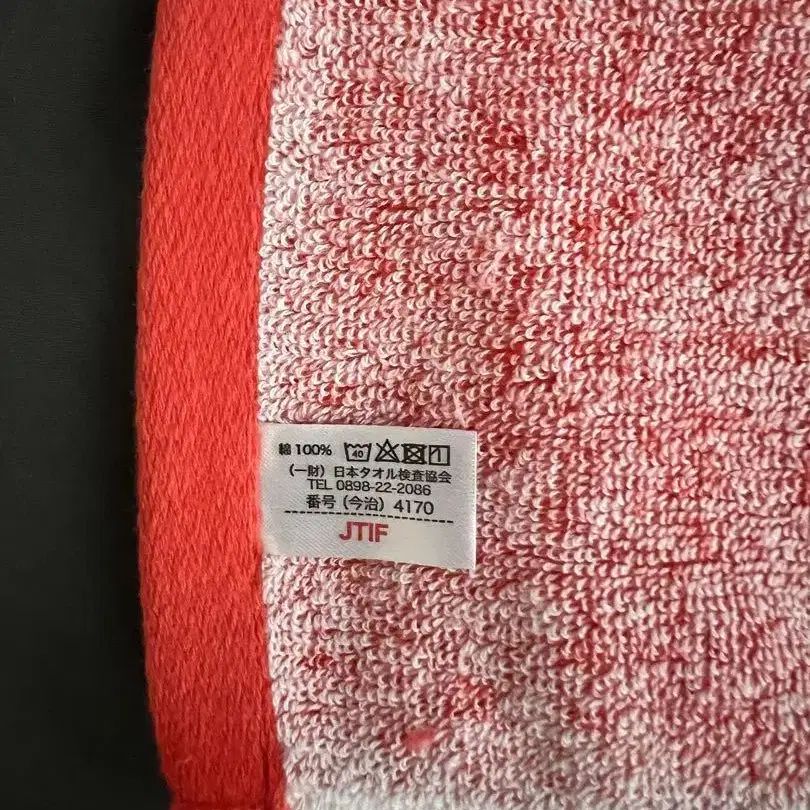 綿 100% 40
(一財) 日本タオル検査協会
TEL 0898-22-2086
番号 (今治) 4170
JTIF